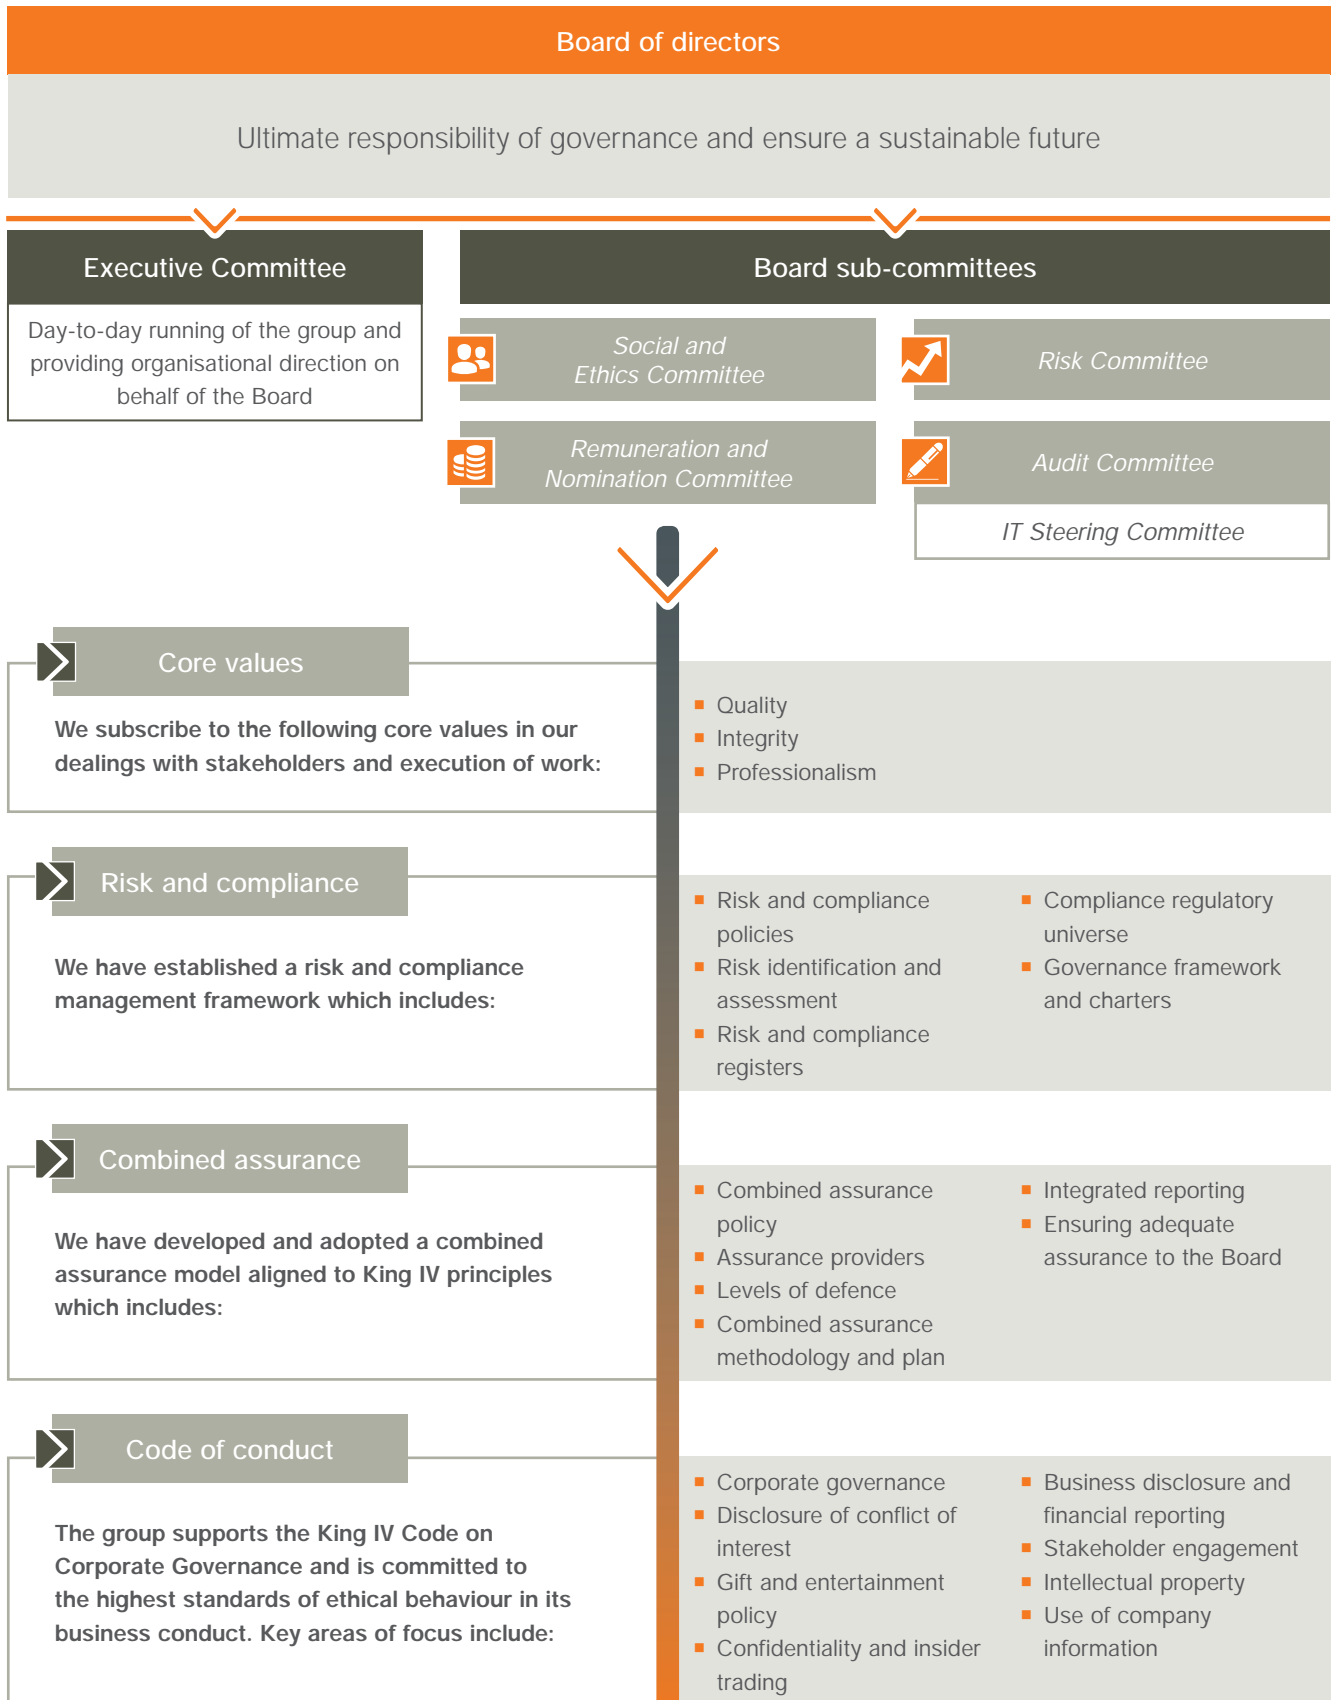 Board of directors
Ultimate responsibility of governance and ensure a sustainable future
Executive Committee
Day-to-day running of the group and
providing organisational direction on
behalf of the Board
Board sub-committees
Social and
Ethics Committee
Risk Committee
Remuneration and
Nomination Committee
Audit Committee
IT Steering Committee
Core values
We subscribe to the following core values in our
dealings with stakeholders and execution of work:
Quality
Integrity
Professionalism
Risk and compliance
We have established a risk and compliance
management framework which includes:
Risk and compliance
policies
Risk identification and
assessment
Risk and compliance
registers
Compliance regulatory
universe
Governance framework
and charters
Combined assurance
We have developed and adopted a combined
assurance model aligned to King IV principles
which includes:
Combined assurance
policy
Assurance providers
Levels of defence
Combined assurance
methodology and plan
Integrated reporting
Ensuring adequate
assurance to the Board
Code of conduct
The group supports the King IV Code on
Corporate Governance and is committed to
the highest standards of ethical behaviour in its
business conduct. Key areas of focus include:
Corporate governance
Disclosure of conflict of
interest
Gift and entertainment
policy
Confidentiality and insider
trading
Business disclosure and
financial reporting
Stakeholder engagement
Intellectual property
Use of company
information